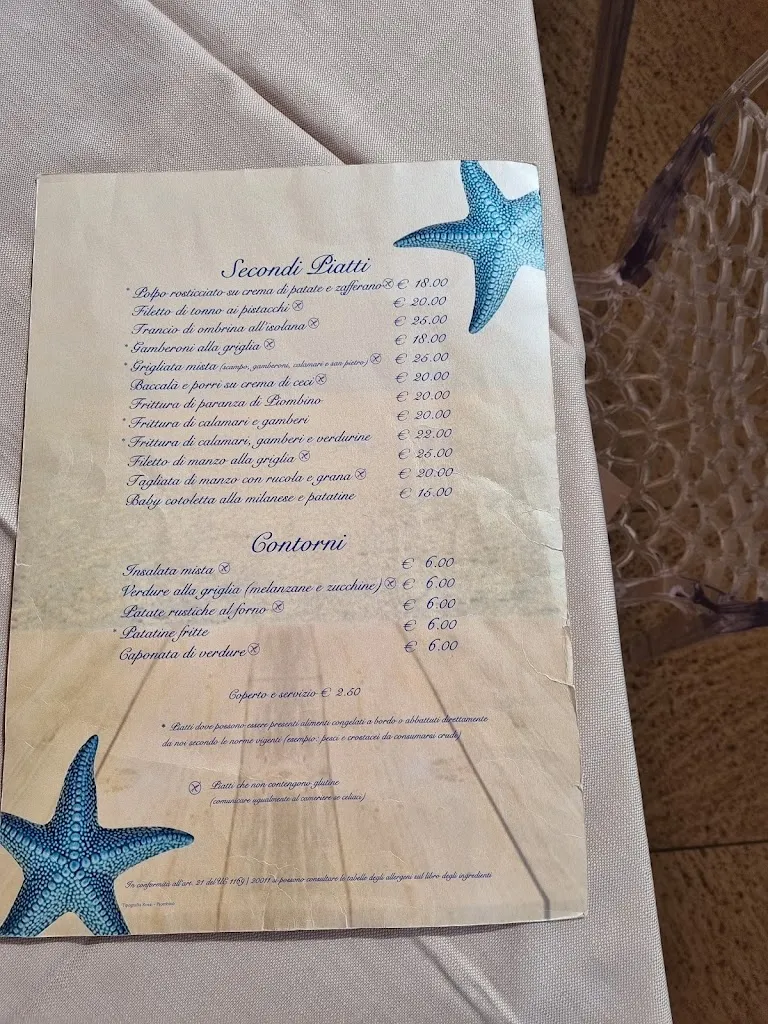 Secondi Piatti
* Polpo rosticciato su crema di patate e zafferano ⓧ € 18.00
Filetto di tonno ai pistacchi ⓧ € 20.00
Trancio di ombrina all'isolana ⓧ € 25.00
* Gamberoni alla griglia ⓧ € 18.00
* Grigliata mista (scampo, gamberoni, calamari e san pietro) ⓧ € 25.00
Baccalà e porri su crema di ceci ⓧ € 20.00
Frittura di paranza di Piombino € 20.00
* Frittura di calamari e gamberi € 20.00
* Frittura di calamari, gamberi e verdurine € 22.00
Filetto di manzo alla griglia ⓧ € 25.00
Tagliata di manzo con rucola e grana ⓧ € 20.00
Baby cotoletta alla milanese e patatine € 15.00
Contorni
Insalata mista ⓧ € 6.00
Verdure alla griglia (melanzane e zucchine) ⓧ € 6.00
Patate rustiche al forno ⓧ € 6.00
* Patatine fritte € 6.00
Caponata di verdure ⓧ € 6.00
Coperto e servizio € 2.50
* Piatti dove possono essere presenti alimenti congelati a bordo o abbattuti direttamente
da noi secondo le norme vigenti (esempio: pesci e crostacei da consumarsi crudi)
ⓧ Piatti che non contengono glutine
(comunicare ugualmente al cameriere se celiaci)
In conformità all'art. 21 del UE 1169 | 20011 si possono consultare le tabelle degli allergeni sul libro degli ingredienti
Tipografia - Piombino